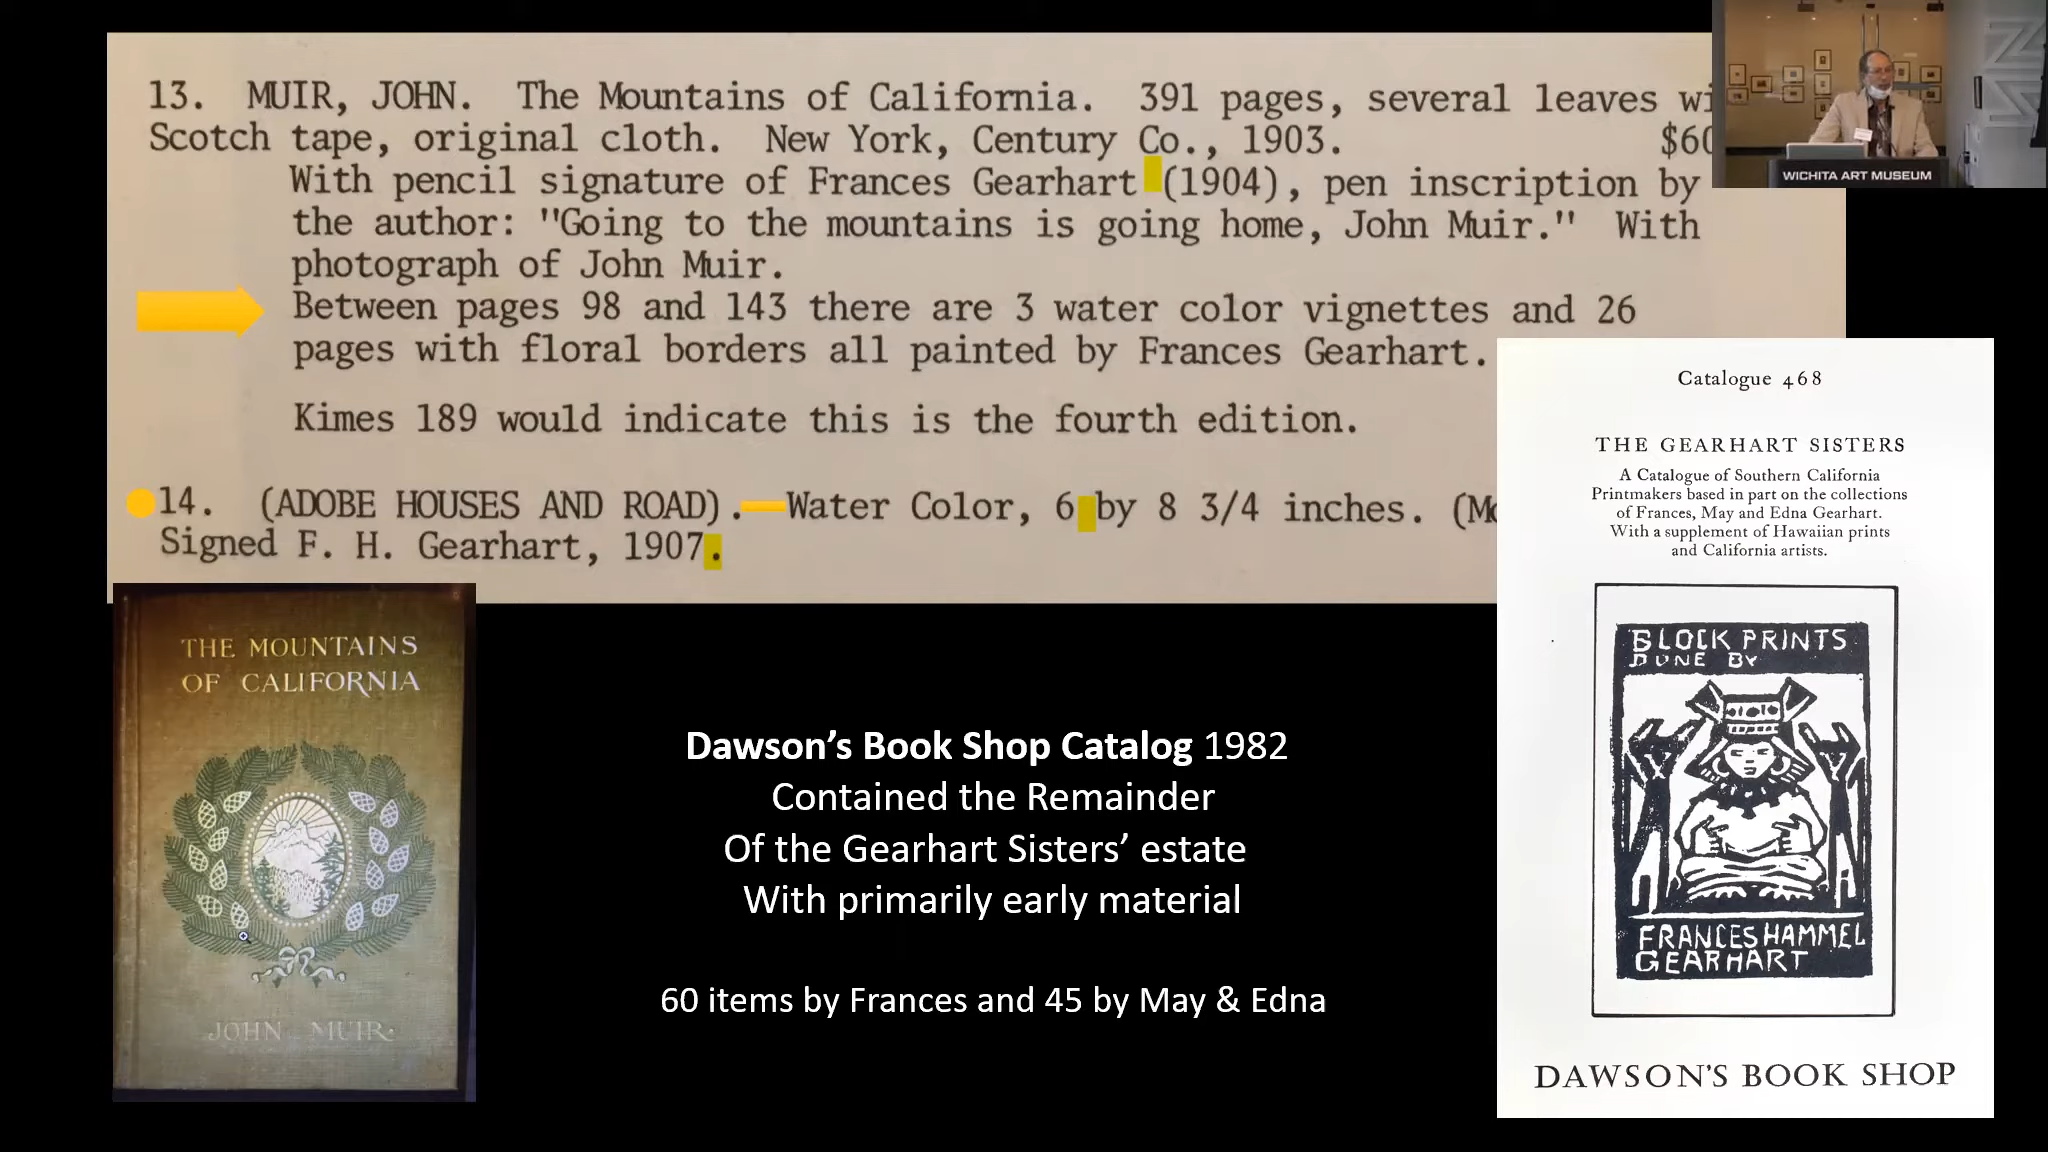 13. MUIR, JOHN. The Mountains of California. 391 pages, several leaves
Scotch tape, original cloth. New York, Century Co., 1903.
With pencil signature of Frances Gearhart (1904), pen inscription by
the author: "Going to the mountains is going home, John Muir." With
photograph of John Muir.
Between pages 98 and 143 there are 3 water color vignettes and 26
pages with floral borders all painted by Frances Gearhart.
Kimes 189 would indicate this is the fourth edition.
14. (ADOBE HOUSES AND ROAD). Water Color, 6 by 8 3/4 inches.
Signed F. H. Gearhart, 1907.
WICHITA ART MUSEUM
THE MOUNTAINS
OF CALIFORNIA
JOHN MUIR
Dawson's Book Shop Catalog 1982
Contained the Remainder
Of the Gearhart Sisters' estate
With primarily early material
60 items by Frances and 45 by May & Edna
Catalogue 468
THE GEARHART SISTERS
A Catalogue of Southern California
Printmakers based in part on the collections
of Frances, May and Edna Gearhart.
With a supplement of Hawaiian prints
and California artists.
BLOCK PRINTS
DONE BY
FRANCES HAMMEL
GEARHART
DAWSON'S BOOK SHOP